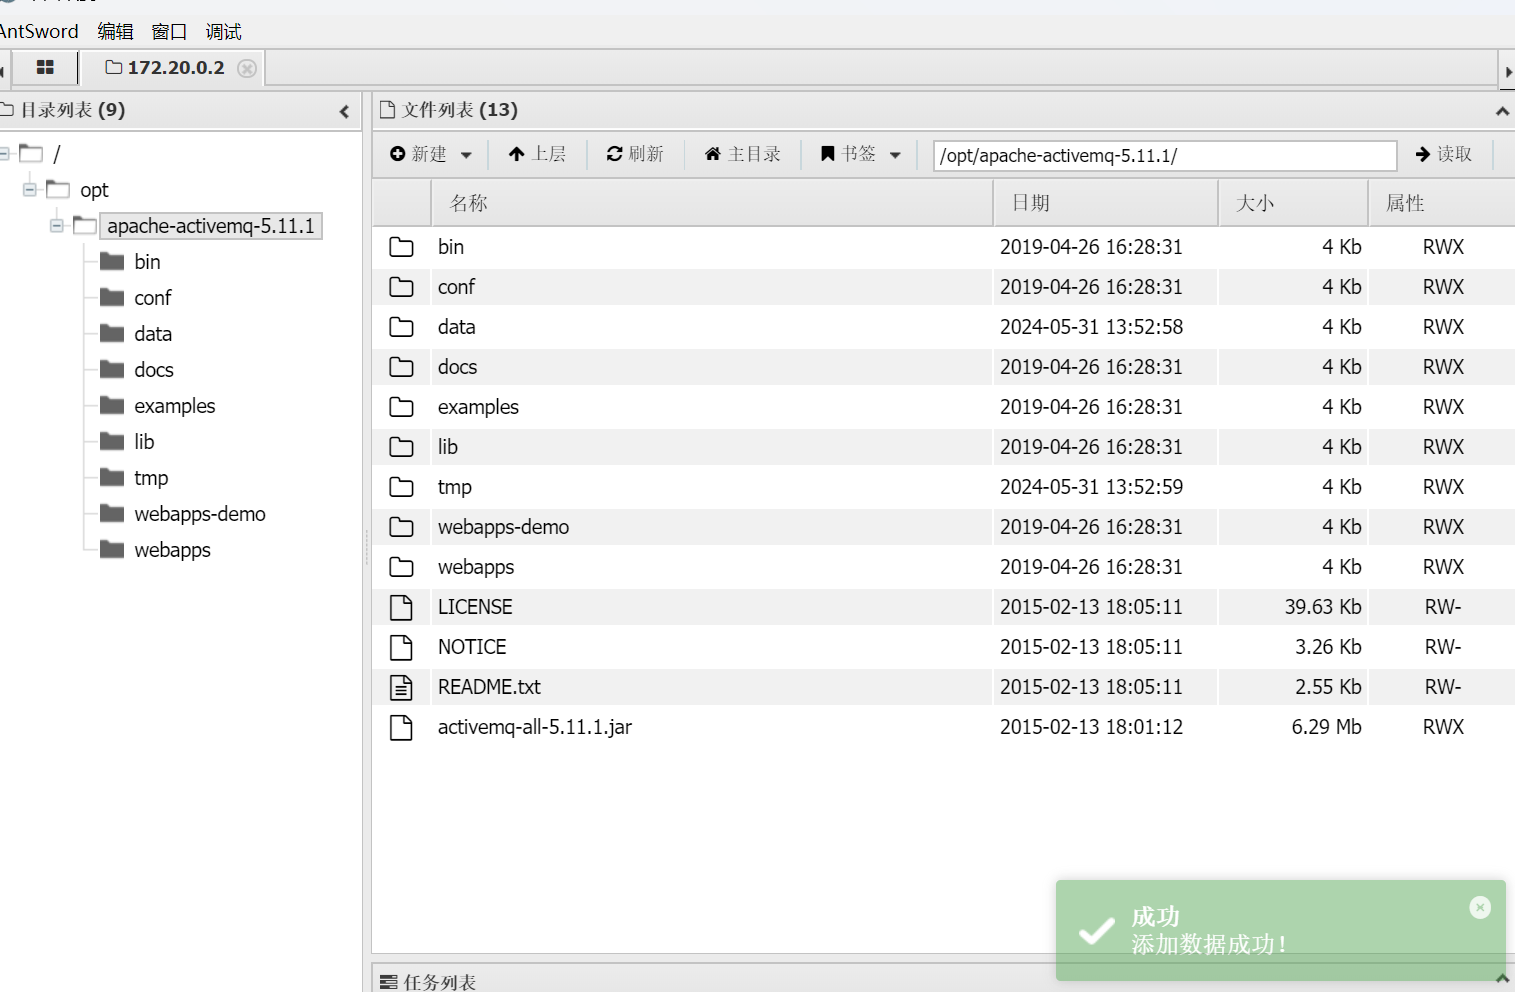 AntSword 编辑 窗口 调试
172.20.0.2
目录列表 (9)
/
opt
apache-activemq-5.11.1
bin
conf
data
docs
examples
lib
tmp
webapps-demo
webapps
文件列表 (13)
新建 上层 刷新 主目录 书签 /opt/apache-activemq-5.11.1/ 读取
名称 日期 大小 属性
bin 2019-04-26 16:28:31 4 Kb RWX
conf 2019-04-26 16:28:31 4 Kb RWX
data 2024-05-31 13:52:58 4 Kb RWX
docs 2019-04-26 16:28:31 4 Kb RWX
examples 2019-04-26 16:28:31 4 Kb RWX
lib 2019-04-26 16:28:31 4 Kb RWX
tmp 2024-05-31 13:52:59 4 Kb RWX
webapps-demo 2019-04-26 16:28:31 4 Kb RWX
webapps 2019-04-26 16:28:31 4 Kb RWX
LICENSE 2015-02-13 18:05:11 39.63 Kb RW-
NOTICE 2015-02-13 18:05:11 3.26 Kb RW-
README.txt 2015-02-13 18:05:11 2.55 Kb RW-
activemq-all-5.11.1.jar 2015-02-13 18:01:12 6.29 Mb RWX
成功
添加数据成功！
任务列表